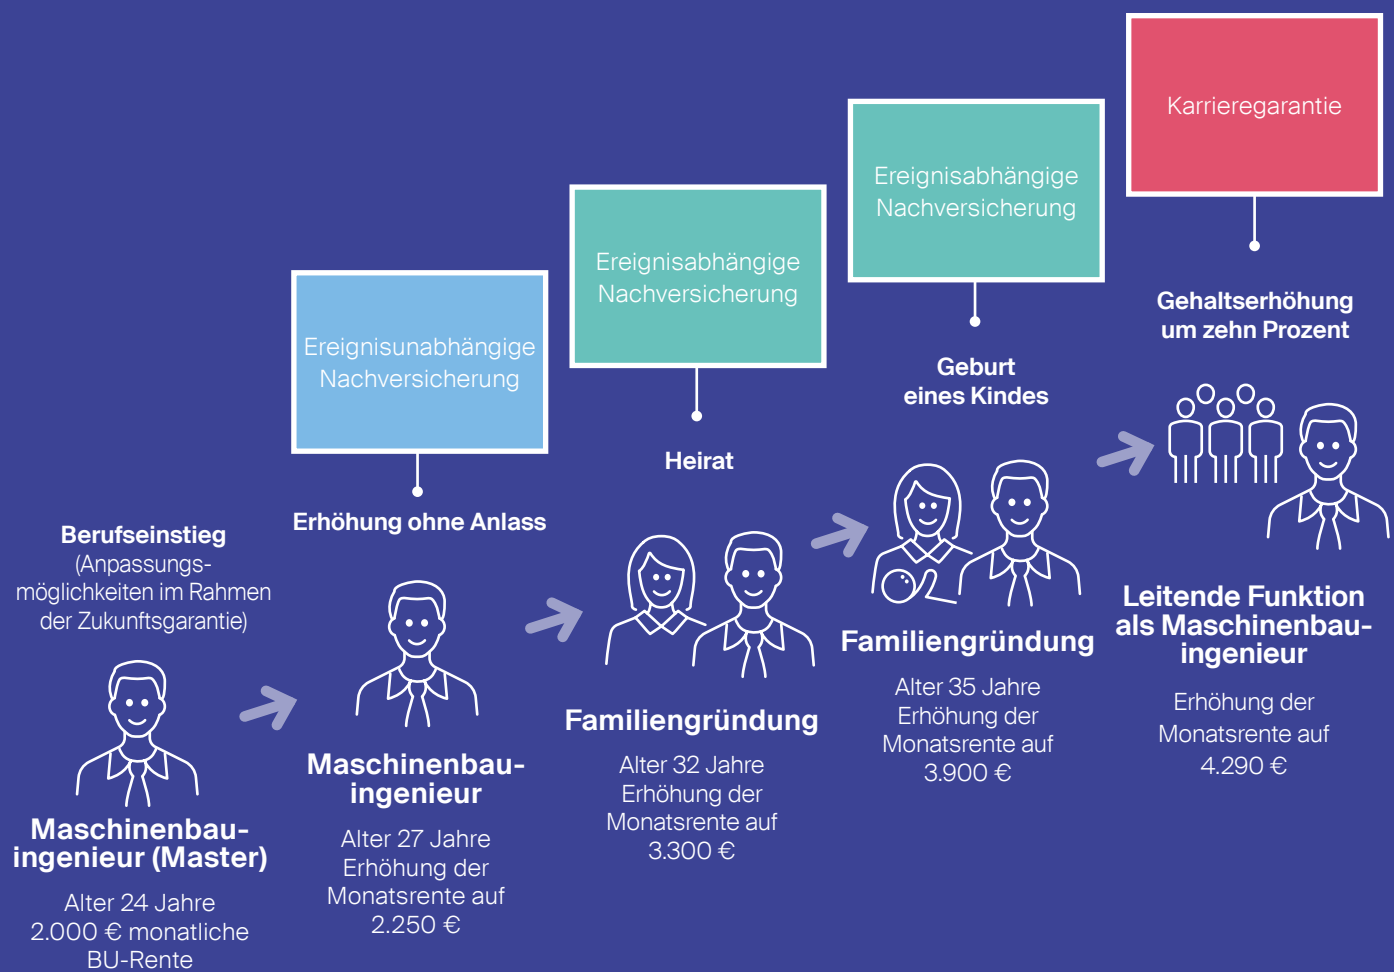 Berufseinstieg
(Anpassungs-
möglichkeiten im Rahmen
der Zukunftsgarantie)
Maschinenbau-
ingenieur (Master)
Alter 24 Jahre
2.000 € monatliche
BU-Rente
Ereignisunabhängige
Nachversicherung
Erhöhung ohne Anlass
Maschinenbau-
ingenieur
Alter 27 Jahre
Erhöhung der
Monatsrente auf
2.250 €
Ereignisabhängige
Nachversicherung
Heirat
Familiengründung
Alter 32 Jahre
Erhöhung der
Monatsrente auf
3.300 €
Ereignisabhängige
Nachversicherung
Geburt
eines Kindes
Familiengründung
Alter 35 Jahre
Erhöhung der
Monatsrente auf
3.900 €
Karrieregarantie
Gehaltserhöhung
um zehn Prozent
Leitende Funktion
als Maschinenbau-
ingenieur
Erhöhung der
Monatsrente auf
4.290 €